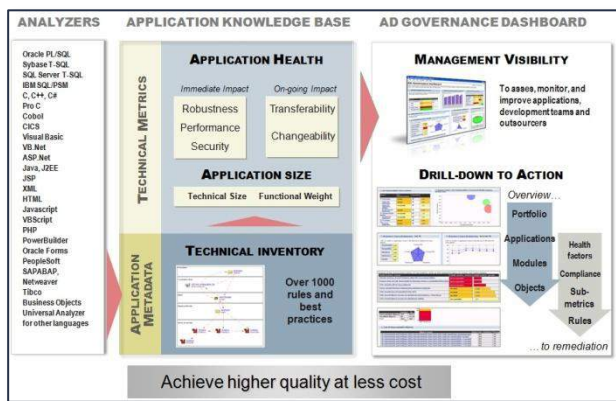 ANALYZERS
APPLICATION KNOWLEDGE BASE
AD GOVERNANCE DASHBOARD
Oracle PL/SQL
Sybase T-SQL
SQL Server T-SQL
IBM SQL/PSM
C, C++, C#
Pro C
Cobol
CICS
Visual Basic
VB.Net
ASP.Net
Java, J2EE
JSP
XML
HTML
Javascript
VBScript
PHP
PowerBuilder
Oracle Forms
PeopleSoft
SAPABAP,
Netweaver
Tibco
Business Objects
Universal Analyzer
for other languages
TECHNICAL METRICS
APPLICATION HEALTH
Immediate Impact
On-going Impact
Robustness
Performance
Security
Transferability
Changeability
APPLICATION SIZE
Technical Size
Functional Weight
APPLICATION
METADATA
TECHNICAL INVENTORY
Over 1000
rules and
best
practices
MANAGEMENT VISIBILITY
To asses, monitor, and
improve applications,
development teams and
outsourcers
DRILL-DOWN TO ACTION
Overview...
Portfolio
Applications
Modules
Objects
Health
factors
Compliance
Sub-
metrics
Rules
...to remediation
Achieve higher quality at less cost